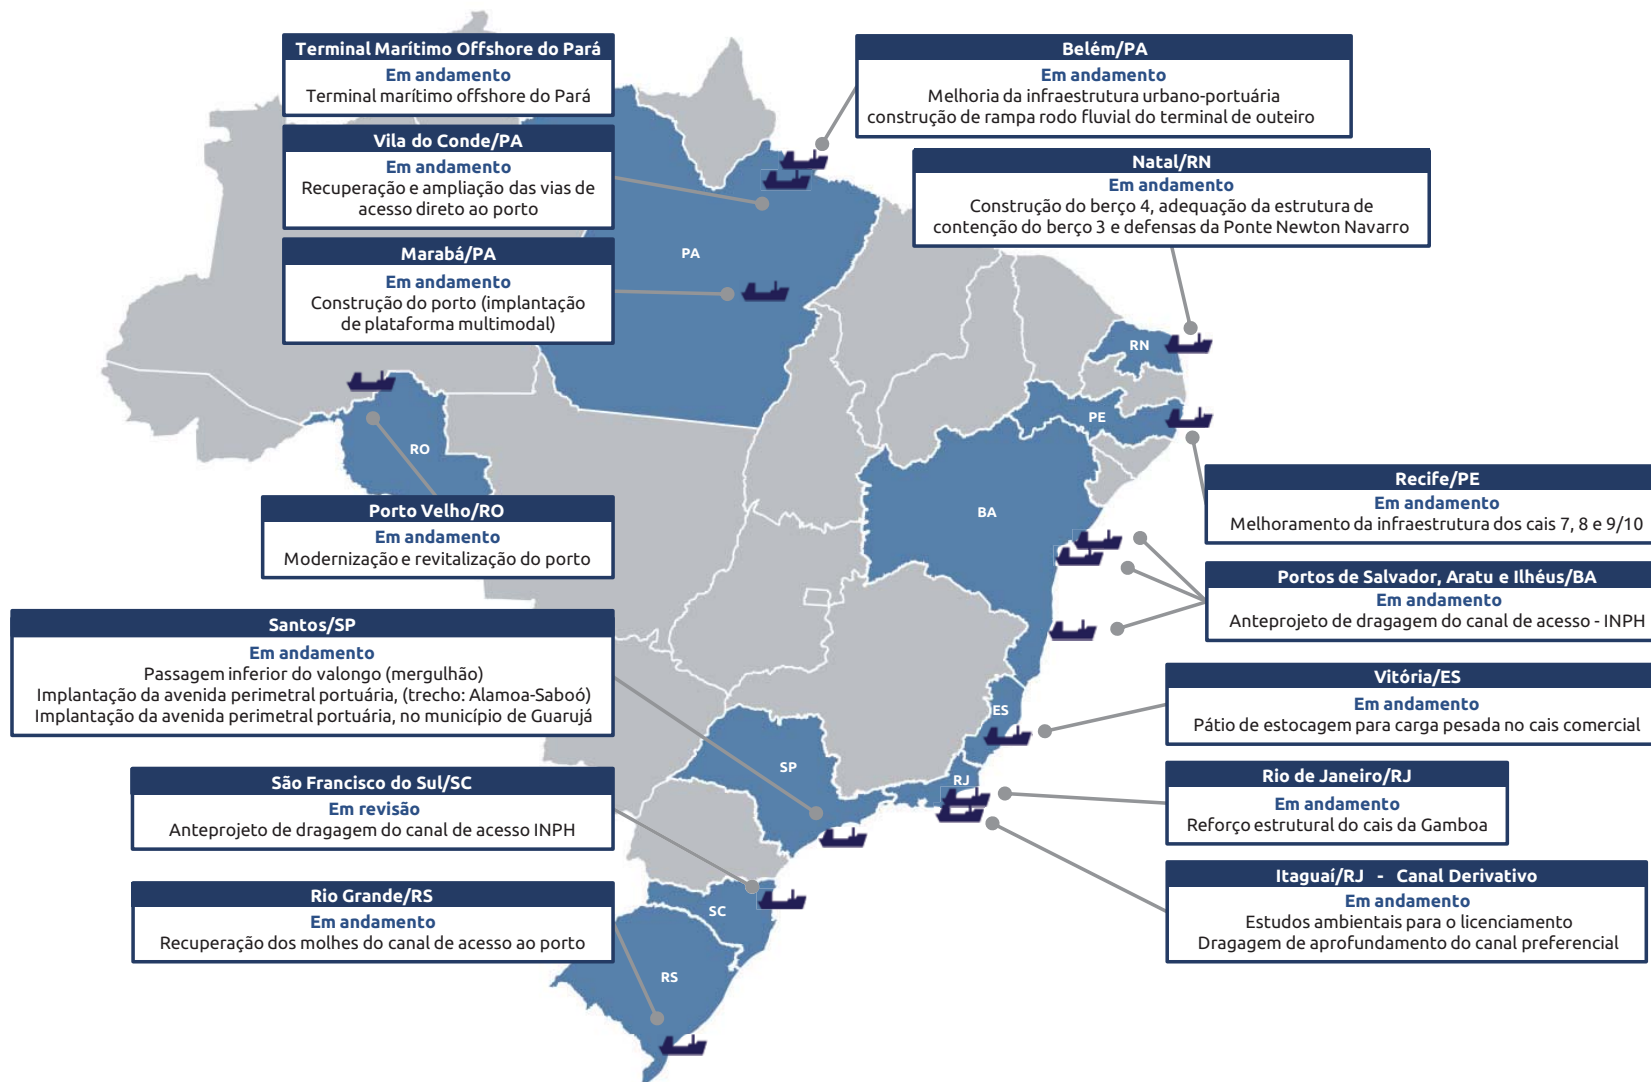 Terminal Marítimo Offshore do Pará
Em andamento
Terminal marítimo offshore do Pará
Vila do Conde/PA
Em andamento
Recuperação e ampliação das vias de
acesso direto ao porto
Marabá/PA
Em andamento
Construção do porto (implantação
de plataforma multimodal)
Belém/PA
Em andamento
Melhoria da infraestrutura urbano-portuária
construção de rampa rodo fluvial do terminal de outeiro
Natal/RN
Em andamento
Construção do berço 4, adequação da estrutura de
contenção do berço 3 e defensas da Ponte Newton Navarro
PA
RN
PE
RO
BA
Porto Velho/RO
Em andamento
Modernização e revitalização do porto
Recife/PE
Em andamento
Melhoramento da infraestrutura dos cais 7, 8 e 9/10
Portos de Salvador, Aratu e Ilhéus/BA
Em andamento
Anteprojeto de dragagem do canal de acesso - INPH
Santos/SP
Em andamento
Passagem inferior do valongo (mergulhão)
Implantação da avenida perimetral portuária, (trecho: Alamoa-Saboó)
Implantação da avenida perimetral portuária, no município de Guarujá
Vitória/ES
Em andamento
Pátio de estocagem para carga pesada no cais comercial
ES
SP
RJ
São Francisco do Sul/SC
Em revisão
Anteprojeto de dragagem do canal de acesso INPH
Rio de Janeiro/RJ
Em andamento
Reforço estrutural do cais da Gamboa
Rio Grande/RS
Em andamento
Recuperação dos molhes do canal de acesso ao porto
Itaguaí/RJ - Canal Derivativo
Em andamento
Estudos ambientais para o licenciamento
Dragagem de aprofundamento do canal preferencial
SC
RS